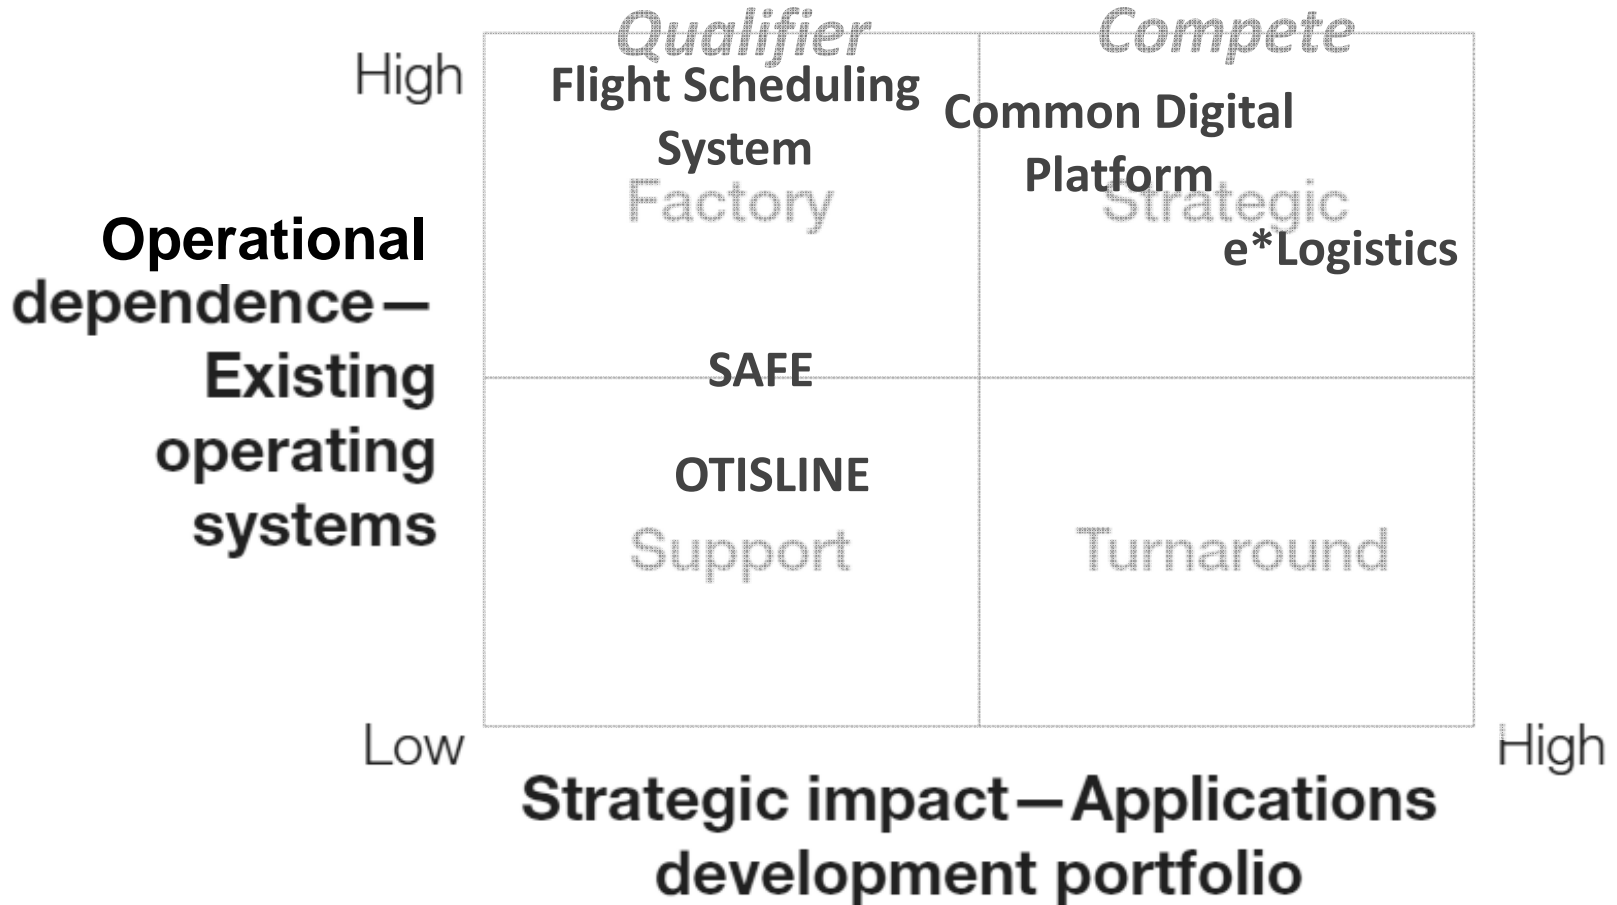 Qualifier
Compete
High
Flight Scheduling
System
Common Digital
Platform
Factory
Strategic
e*Logistics
Operational
dependence—
Existing
operating
systems
SAFE
OTISLINE
Support
Turnaround
Low
High
Strategic impact—Applications
development portfolio